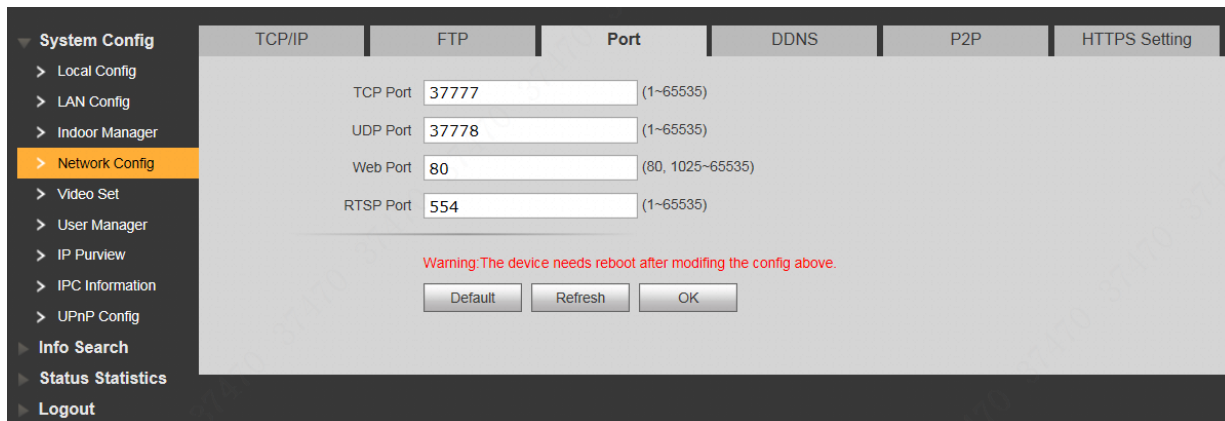 System Config
Local Config
LAN Config
Indoor Manager
Network Config
Video Set
User Manager
IP Purview
IPC Information
UPnP Config
Info Search
Status Statistics
Logout
TCP/IP FTP Port DDNS P2P HTTPS Setting
TCP Port 37777 (1~65535)
UDP Port 37778 (1~65535)
Web Port 80 (80, 1025~65535)
RTSP Port 554 (1~65535)
Warning:The device needs reboot after modifing the config above.
Default Refresh OK